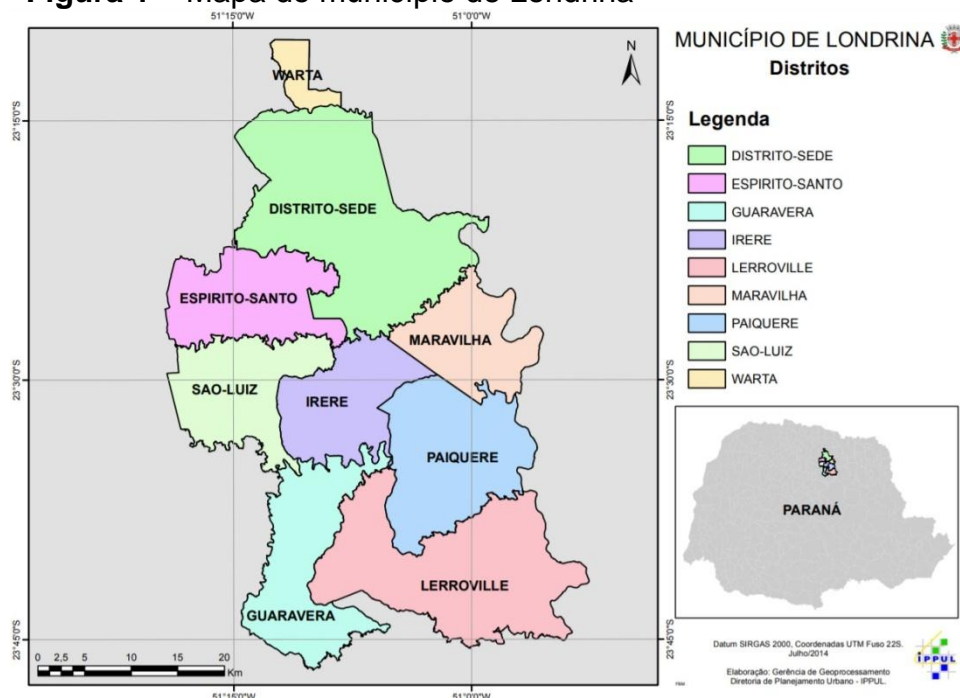 Figura 1 – Mapa do município de Londrina
51°15'0"W
51°0'0"W
N
23°15'0"S
23°15'0"S
23°30'0"S
23°30'0"S
23°45'0"S
23°45'0"S
WARTA
DISTRITO-SEDE
ESPIRITO-SANTO
MARAVILHA
SAO-LUIZ
IRERE
PAIQUERE
LERROVILLE
GUARAVERA
0 2,5 5 10 15 20
Km
51°15'0"W
51°0'0"W
MUNICÍPIO DE LONDRINA
Distritos
Legenda
DISTRITO-SEDE
ESPIRITO-SANTO
GUARAVERA
IRERE
LERROVILLE
MARAVILHA
PAIQUERE
SAO-LUIZ
WARTA
PARANÁ
Datum SIRGAS 2000, Coordenadas UTM Fuso 22S.
Julho/2014
Elaboração: Gerência de Geoprocessamento
Diretoria de Planejamento Urbano - IPPUL.
IPPUL